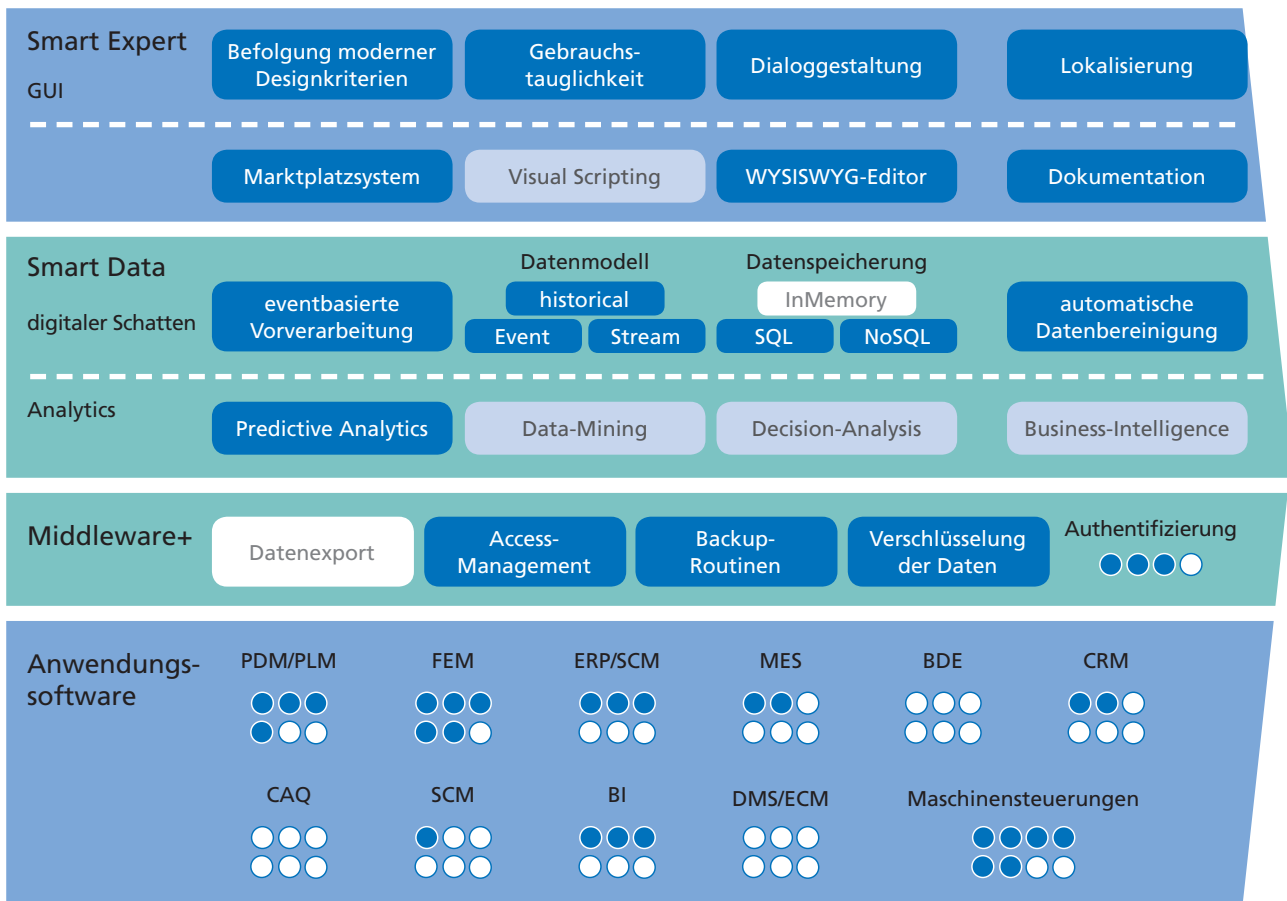 Smart Expert
GUI
Befolgung moderner
Designkriterien
Gebrauchs-
tauglichkeit
Dialoggestaltung
Lokalisierung
Marktplatzsystem
Visual Scripting
WYSISWYG-Editor
Dokumentation
Smart Data
digitaler Schatten
eventbasierte
Vorverarbeitung
Datenmodell
historical
Event
Stream
Datenspeicherung
InMemory
SQL
NoSQL
automatische
Datenbereinigung
Analytics
Predictive Analytics
Data-Mining
Decision-Analysis
Business-Intelligence
Middleware+
Datenexport
Access-
Management
Backup-
Routinen
Verschlüsselung
der Daten
Authentifizierung
Anwendungs-
software
PDM/PLM
FEM
ERP/SCM
MES
BDE
CRM
CAQ
SCM
BI
DMS/ECM
Maschinensteuerungen